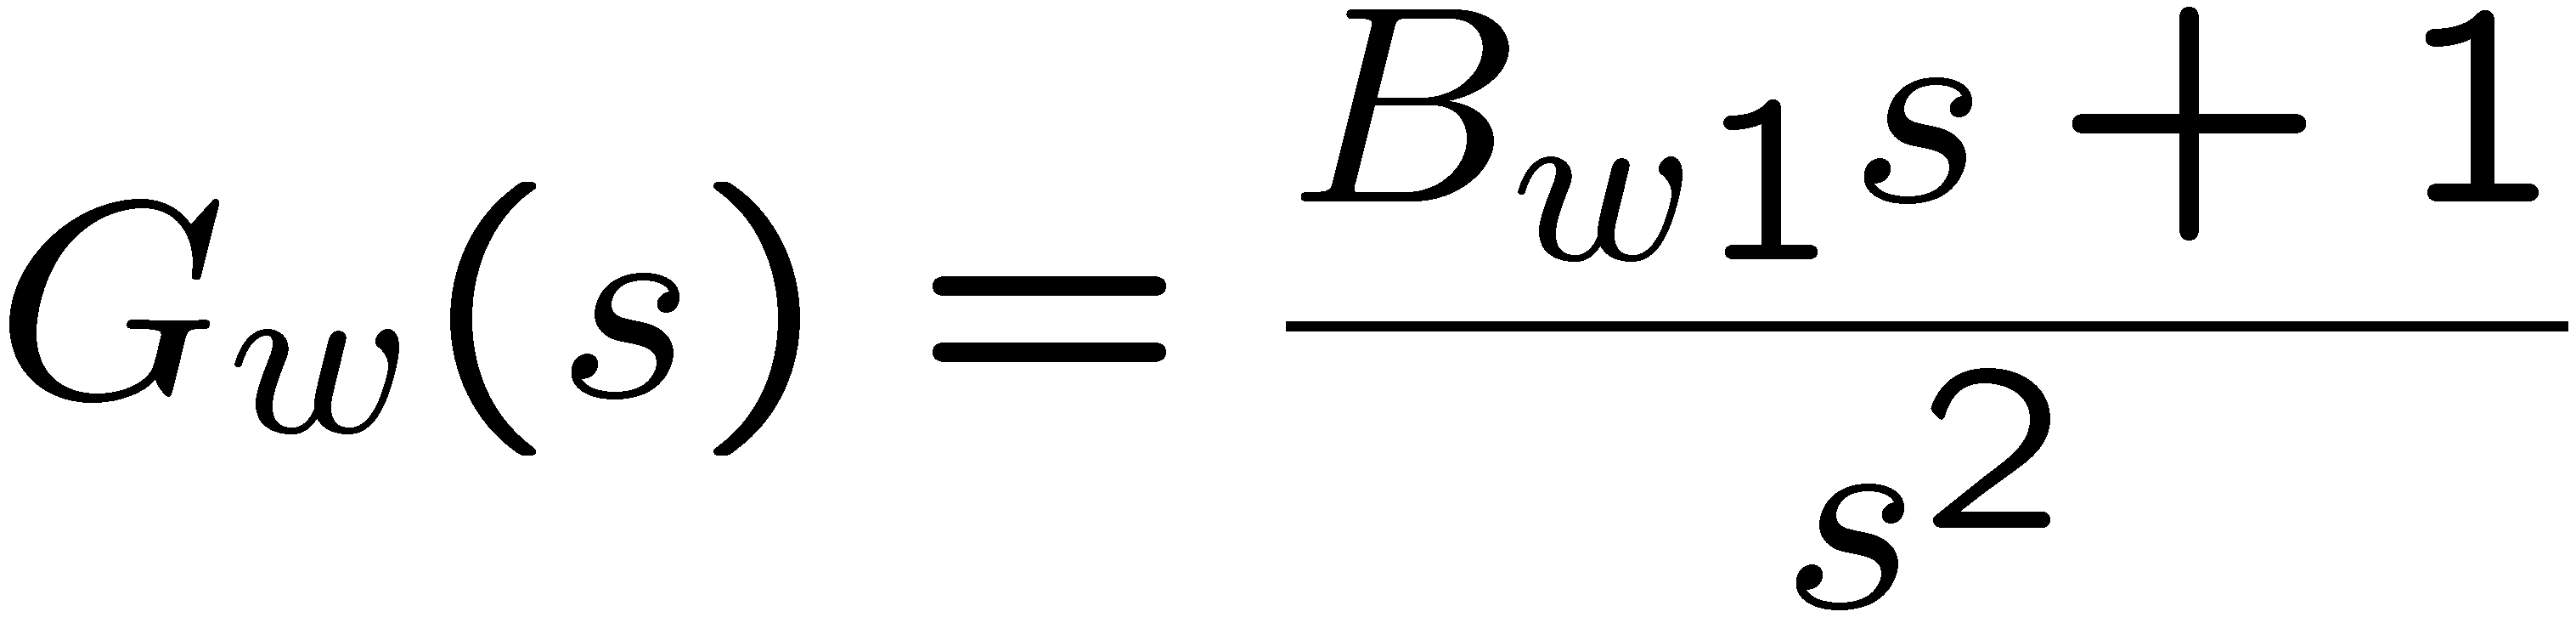 G_w(s) = \frac{B_{w1}s + 1}{s^2}